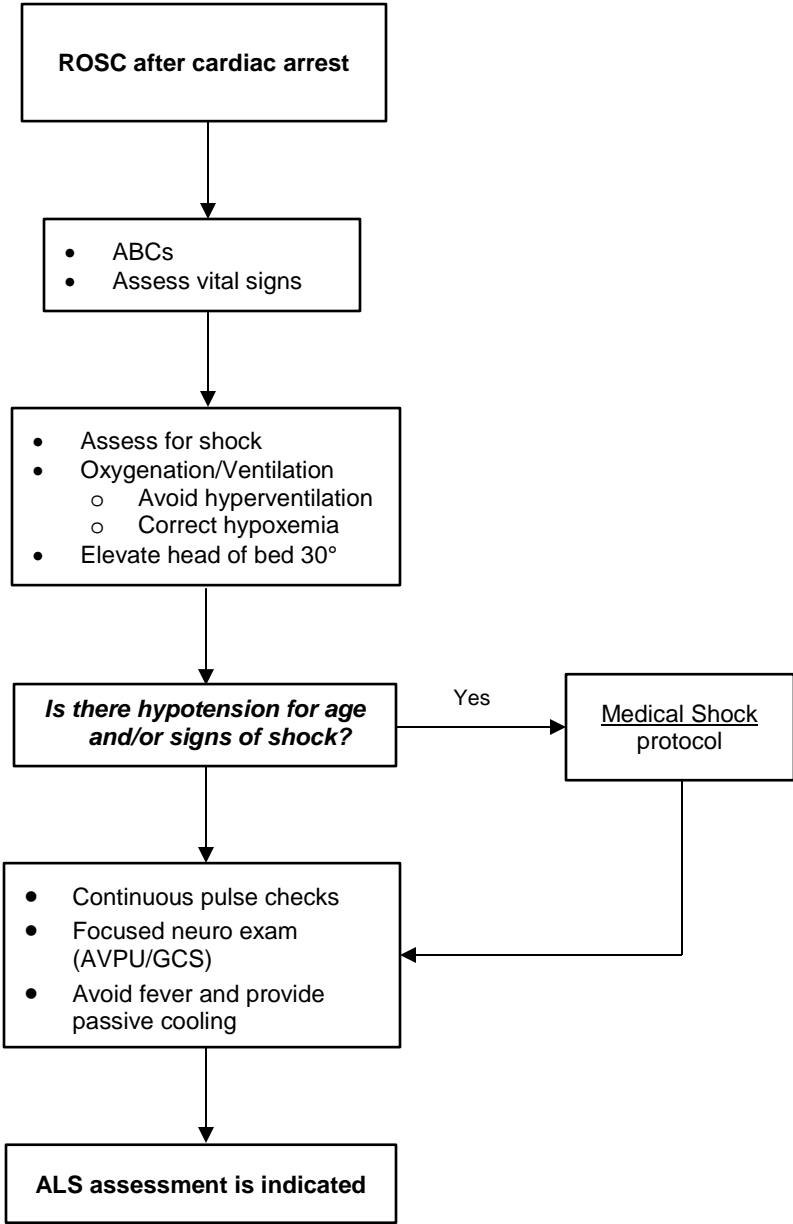 ROSC after cardiac arrest
• ABCs
• Assess vital signs
• Assess for shock
• Oxygenation/Ventilation
o Avoid hyperventilation
o Correct hypoxemia
• Elevate head of bed 30°
Is there hypotension for age
and/or signs of shock?
Yes
Medical Shock
protocol
• Continuous pulse checks
• Focused neuro exam
(AVPU/GCS)
• Avoid fever and provide
passive cooling
ALS assessment is indicated